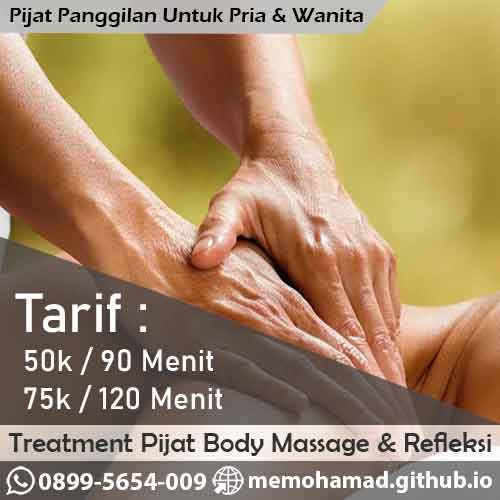 Pijat Panggilan Untuk Pria & Wanita
Tarif :
50k / 90 Menit
75k / 120 Menit
Treatment Pijat Body Massage & Refleksi
0899-5654-009 memohamad.github.io